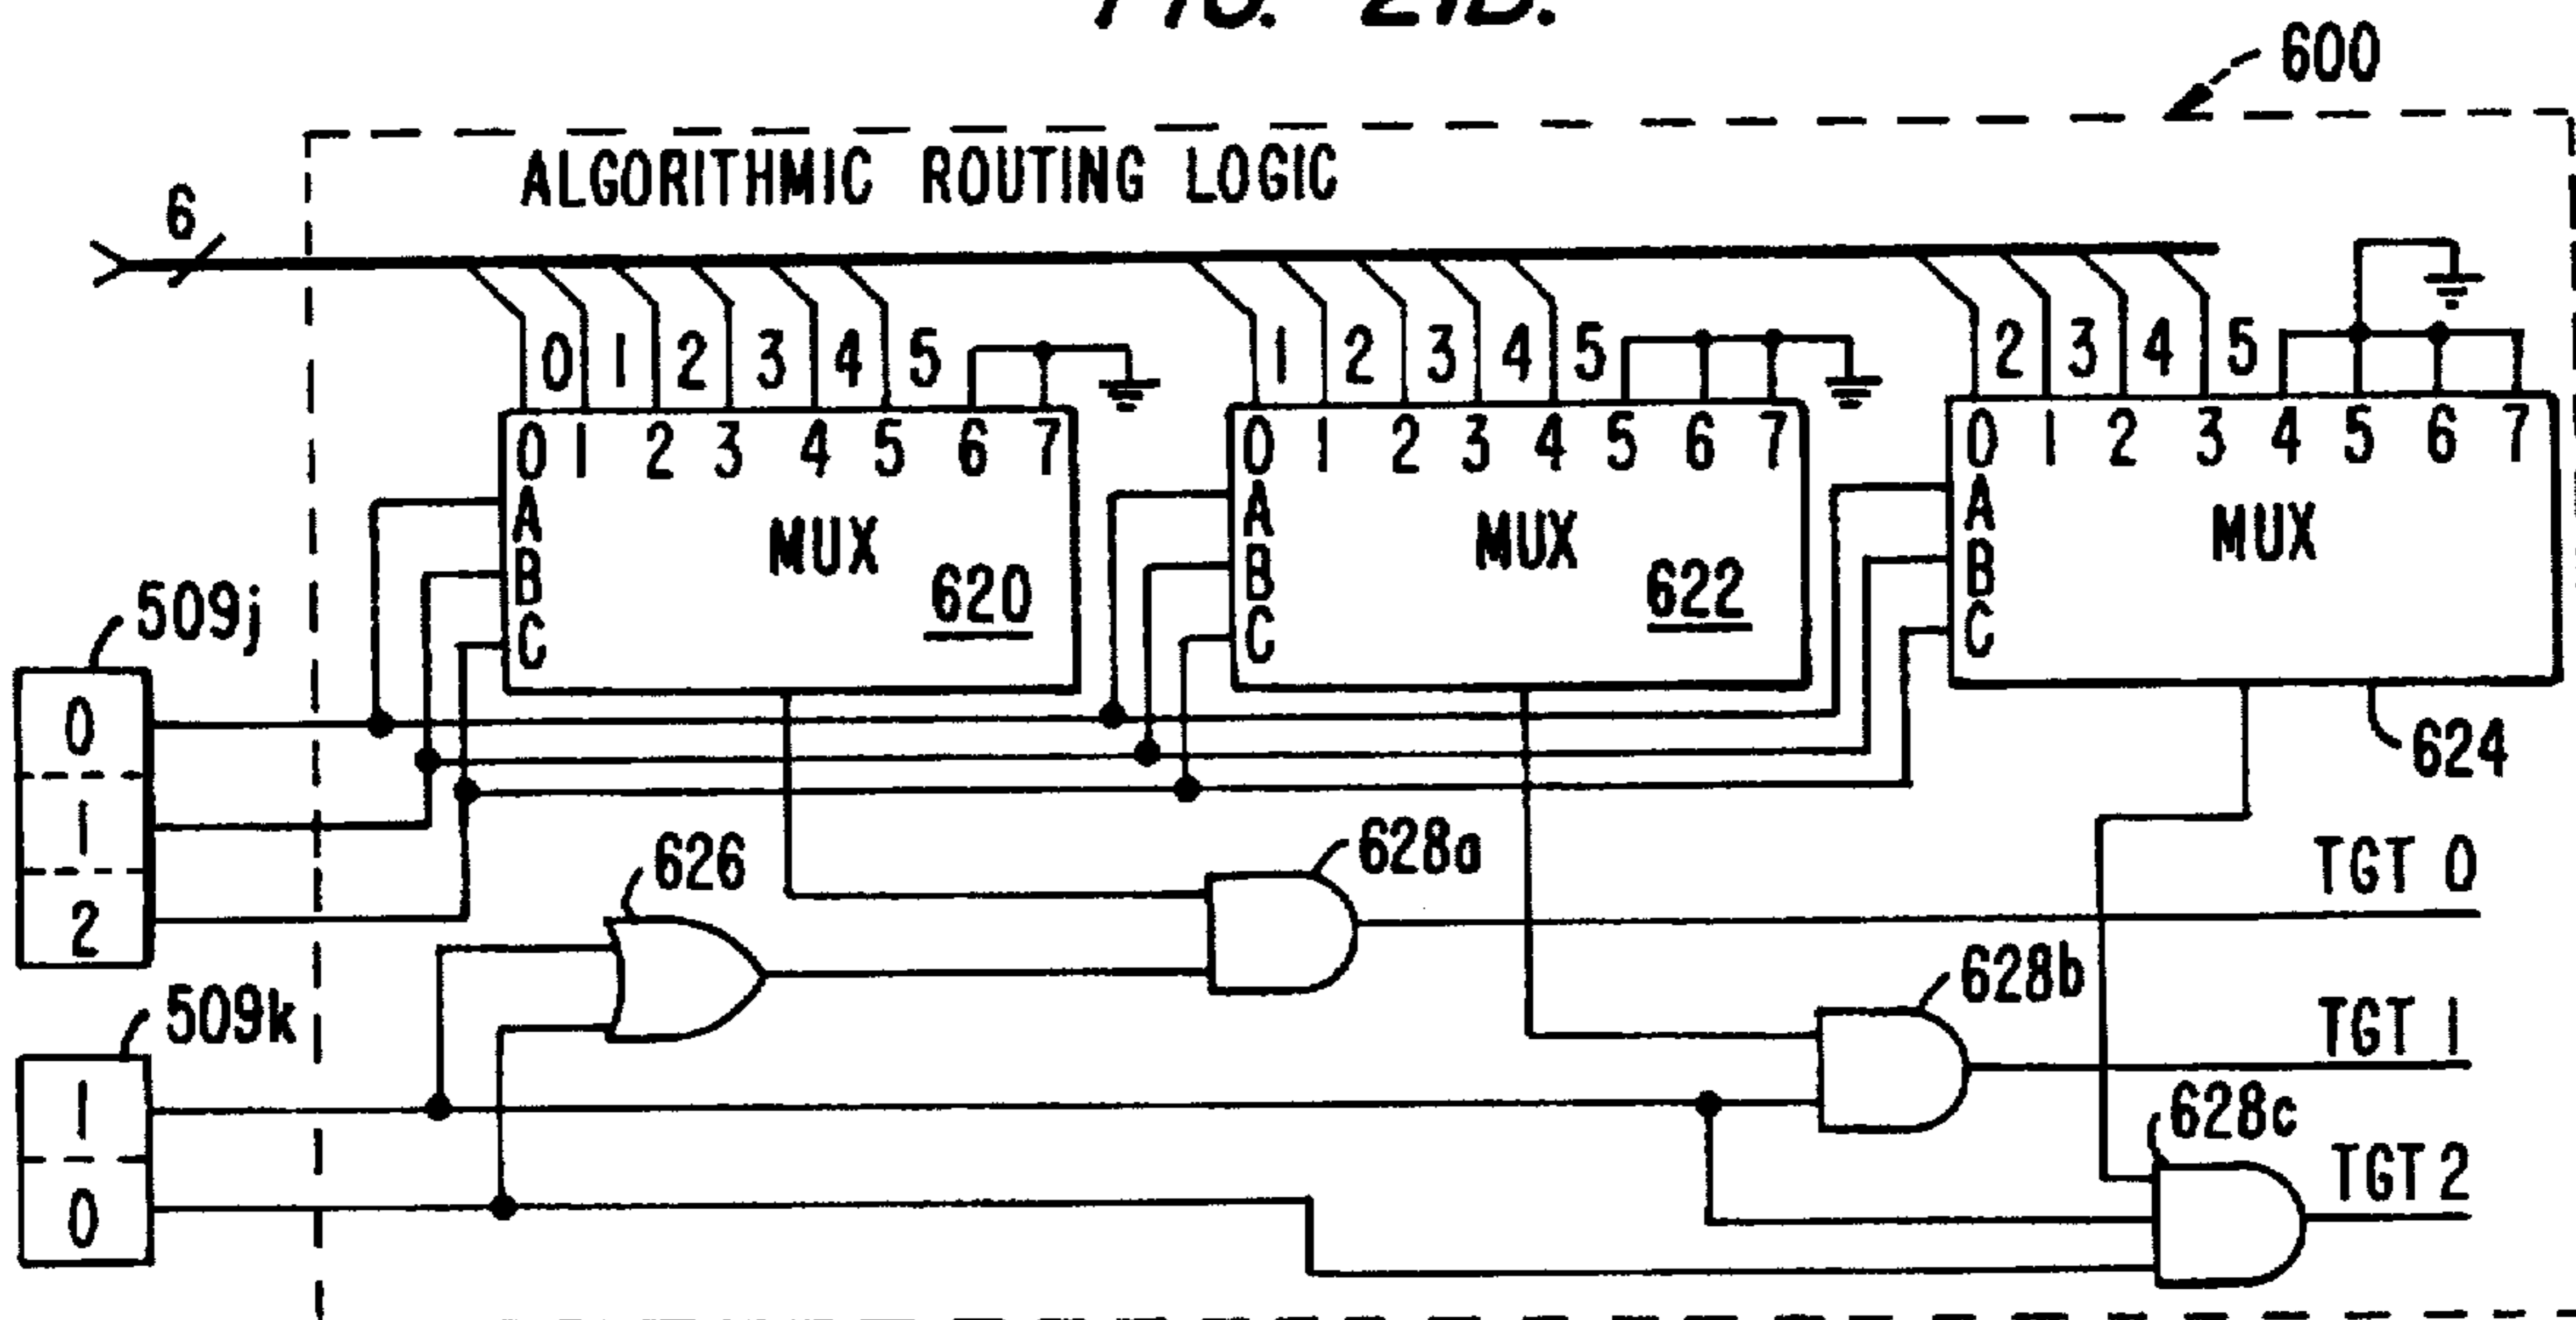 FIG. 21B.
600
ALGORITHMIC ROUTING LOGIC
6
0 1 2 3 4 5
1 2 3 4 5
2 3 4 5
0 1 2 3 4 5 6 7
A
B
C
MUX
620
0 1 2 3 4 5 6 7
A
B
C
MUX
622
0 1 2 3 4 5 6 7
A
B
C
MUX
624
509j
0
1
2
626
628a
TGT 0
628b
TGT 1
509k
1
0
628c
TGT 2